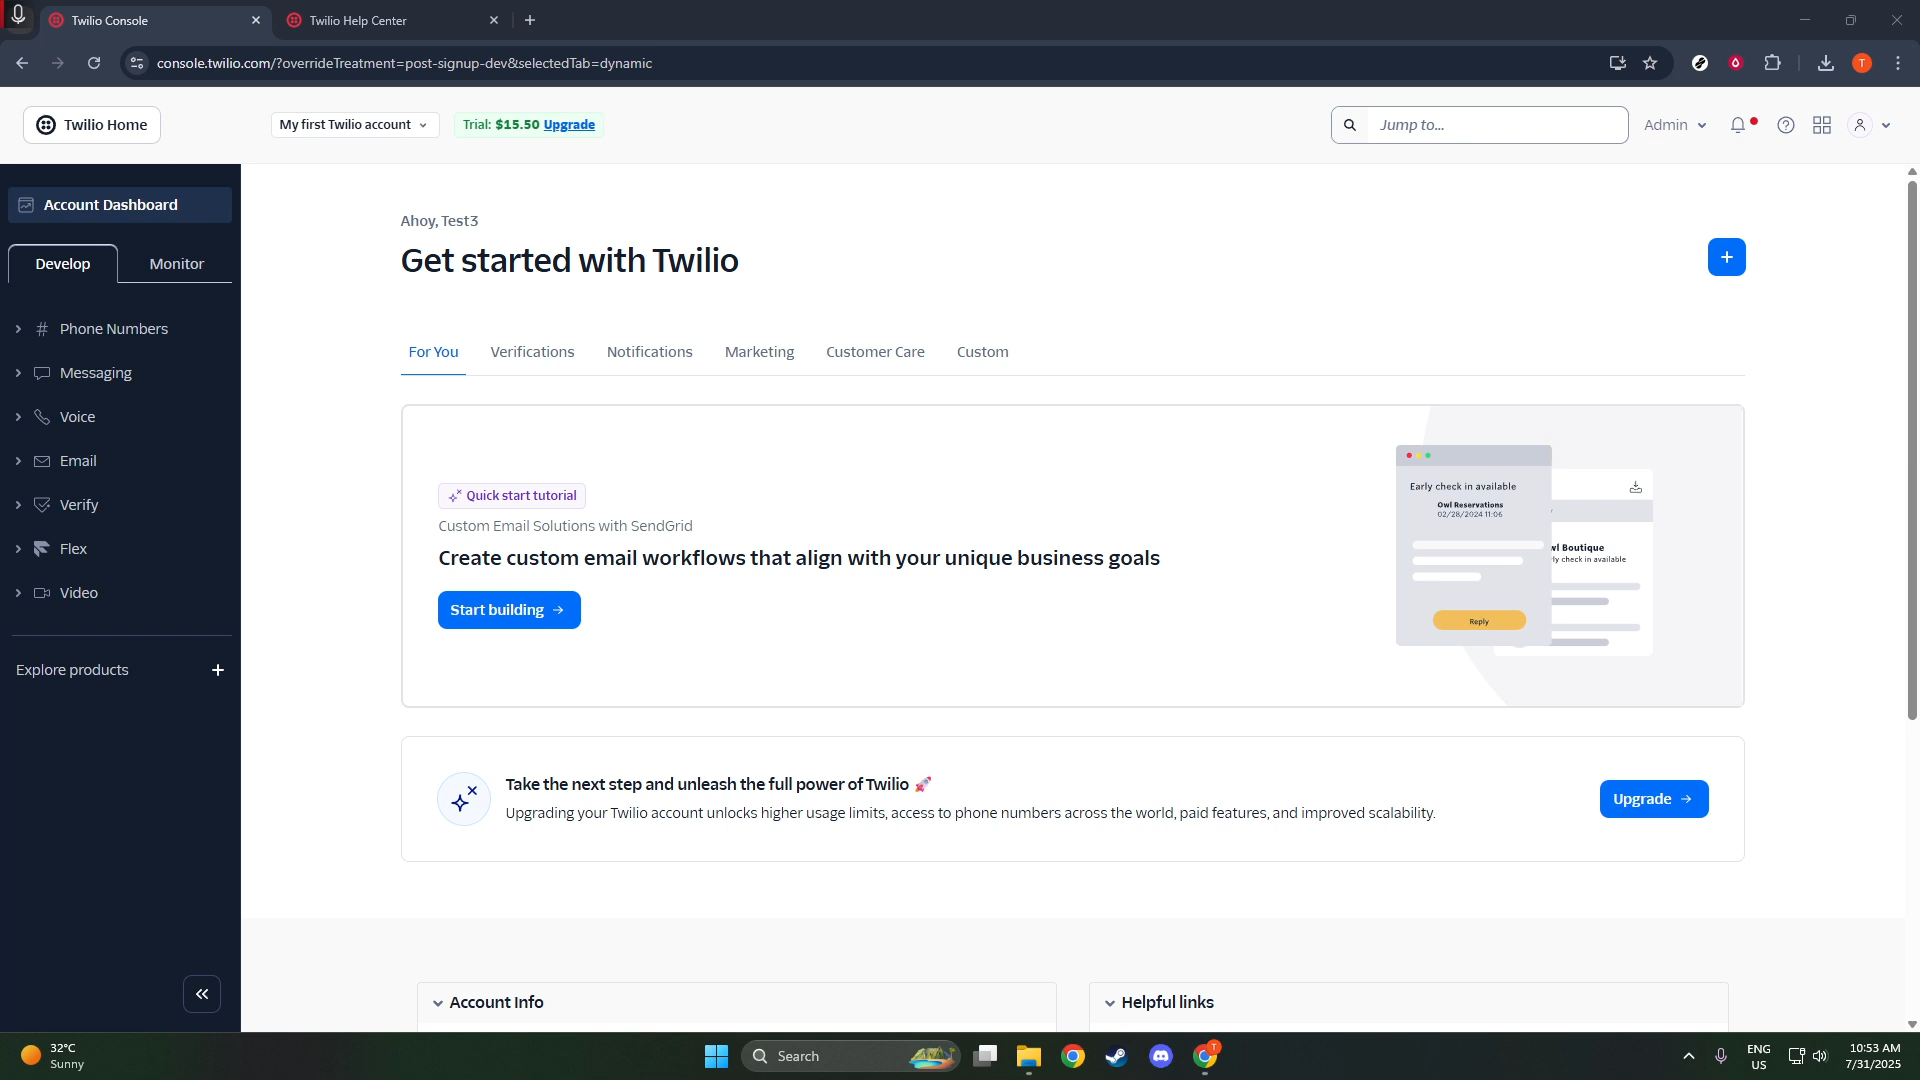 Twilio Console
Twilio Help Center
console.twilio.com/?overrideTreatment=post-signup-dev&selectedTab=dynamic
T
Twilio Home
My first Twilio account
Trial: $15.50 Upgrade
Jump to...
Admin
Account Dashboard
Develop
Monitor
Phone Numbers
Messaging
Voice
Email
Verify
Flex
Video
Explore products
Ahoy, Test3
Get started with Twilio
For You
Verifications
Notifications
Marketing
Customer Care
Custom
Quick start tutorial
Custom Email Solutions with SendGrid
Create custom email workflows that align with your unique business goals
Start building
Early check in available
Owl Reservations
02/28/2024 11:06
Reply
wl Boutique
ly check in available
Take the next step and unleash the full power of Twilio 🚀
Upgrading your Twilio account unlocks higher usage limits, access to phone numbers across the world, paid features, and improved scalability.
Upgrade
Account Info
Helpful links
32°C
Sunny
Search
T
ENG
US
10:53 AM
7/31/2025